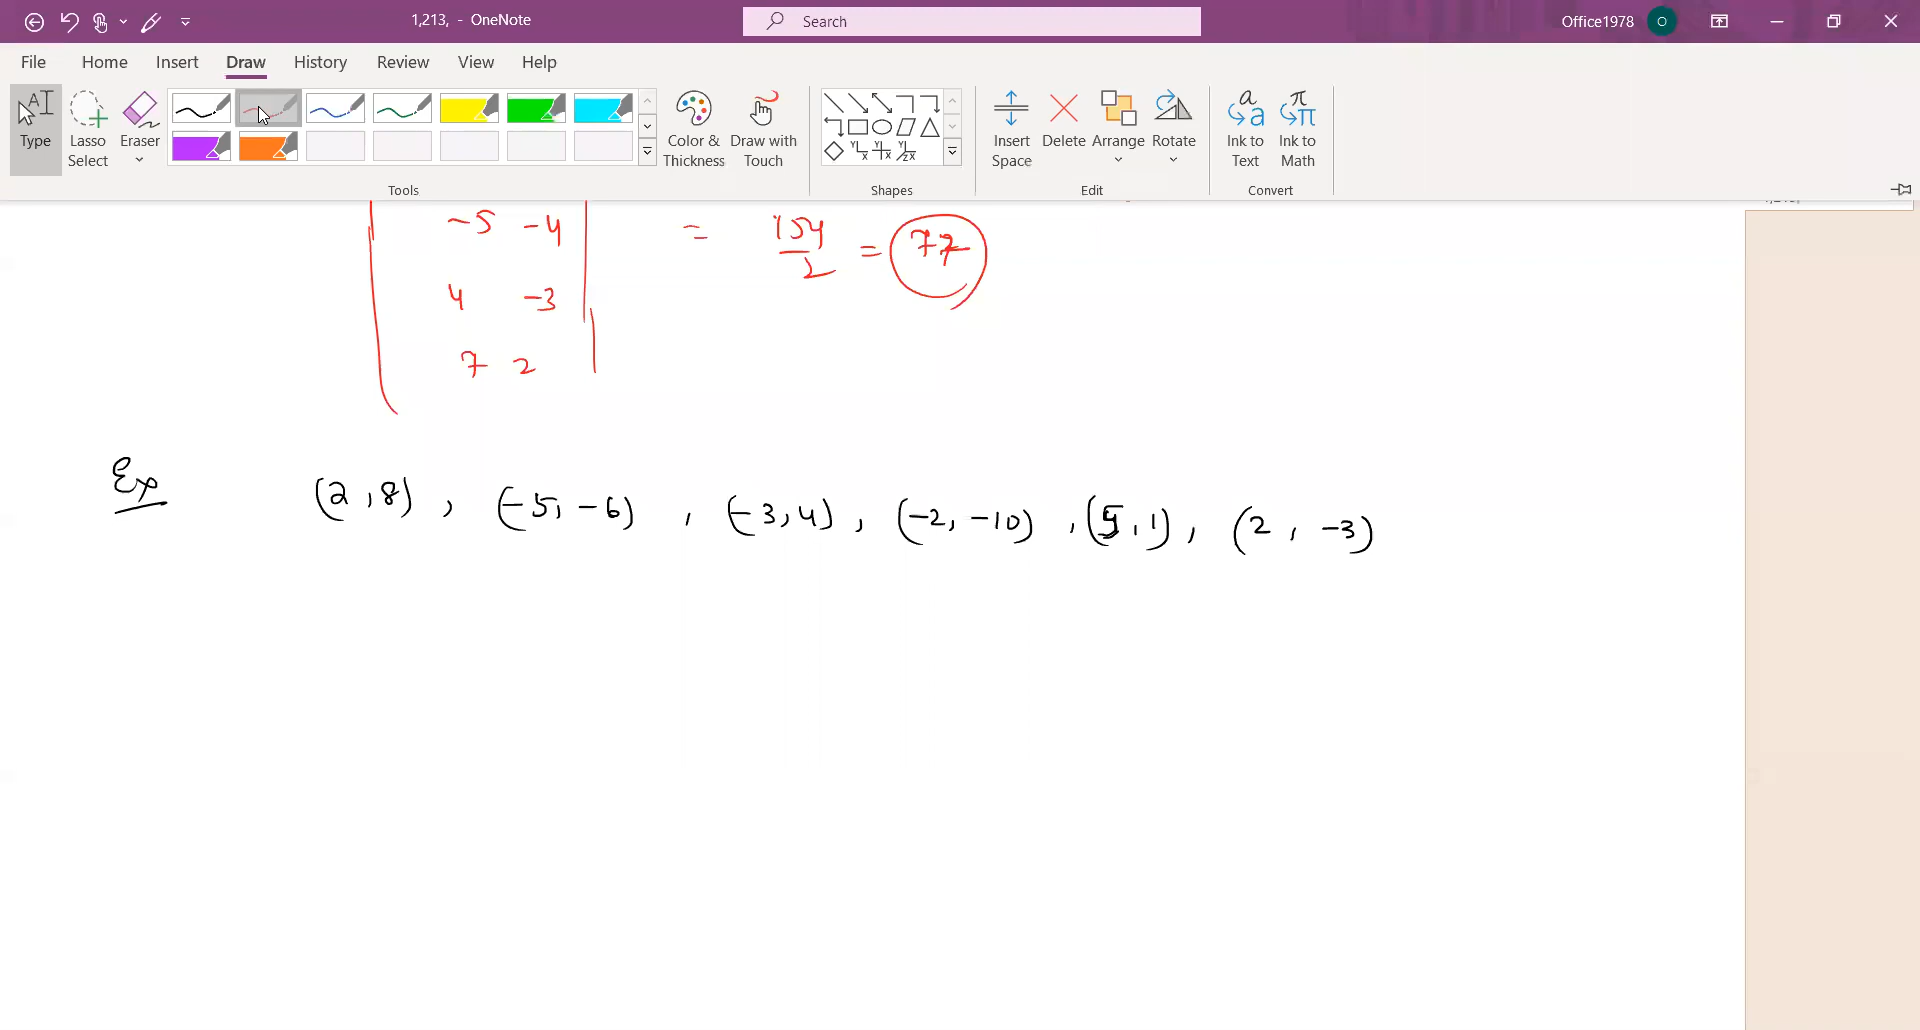 1,213, - OneNote
Search
Office1978
File Home Insert Draw History Review View Help
Type
Lasso Select
Eraser
Color & Thickness
Draw with Touch
Insert Space
Delete
Arrange
Rotate
Ink to Text
Ink to Math
Tools
Shapes
Edit
Convert
-5 -4
4 -3
7 2
= 154/2 = 77
Ex (2,8), (-5,-6), (-3,4), (-2,-10), (,1), (2,-3)